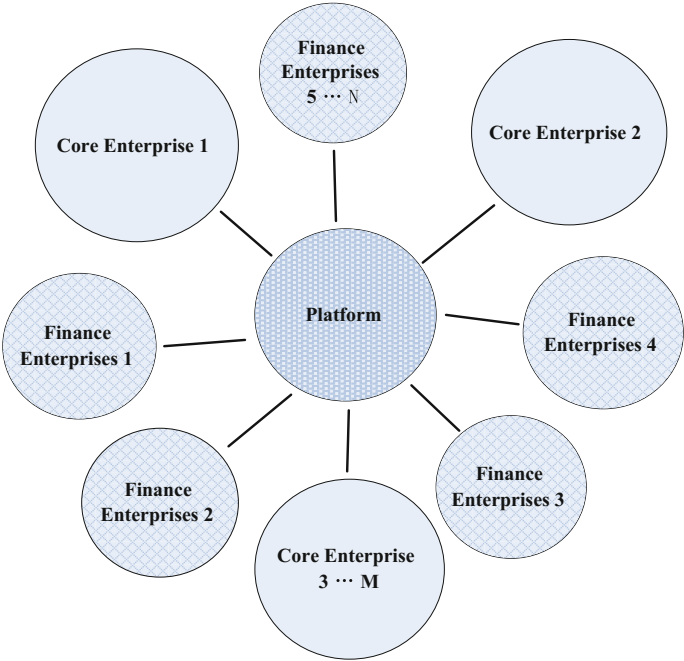 Finance
Enterprises
5 ··· N
Core Enterprise 1
Core Enterprise 2
Platform
Finance
Enterprises 1
Finance
Enterprises 4
Finance
Enterprises 2
Finance
Enterprises 3
Core Enterprise
3 ··· M